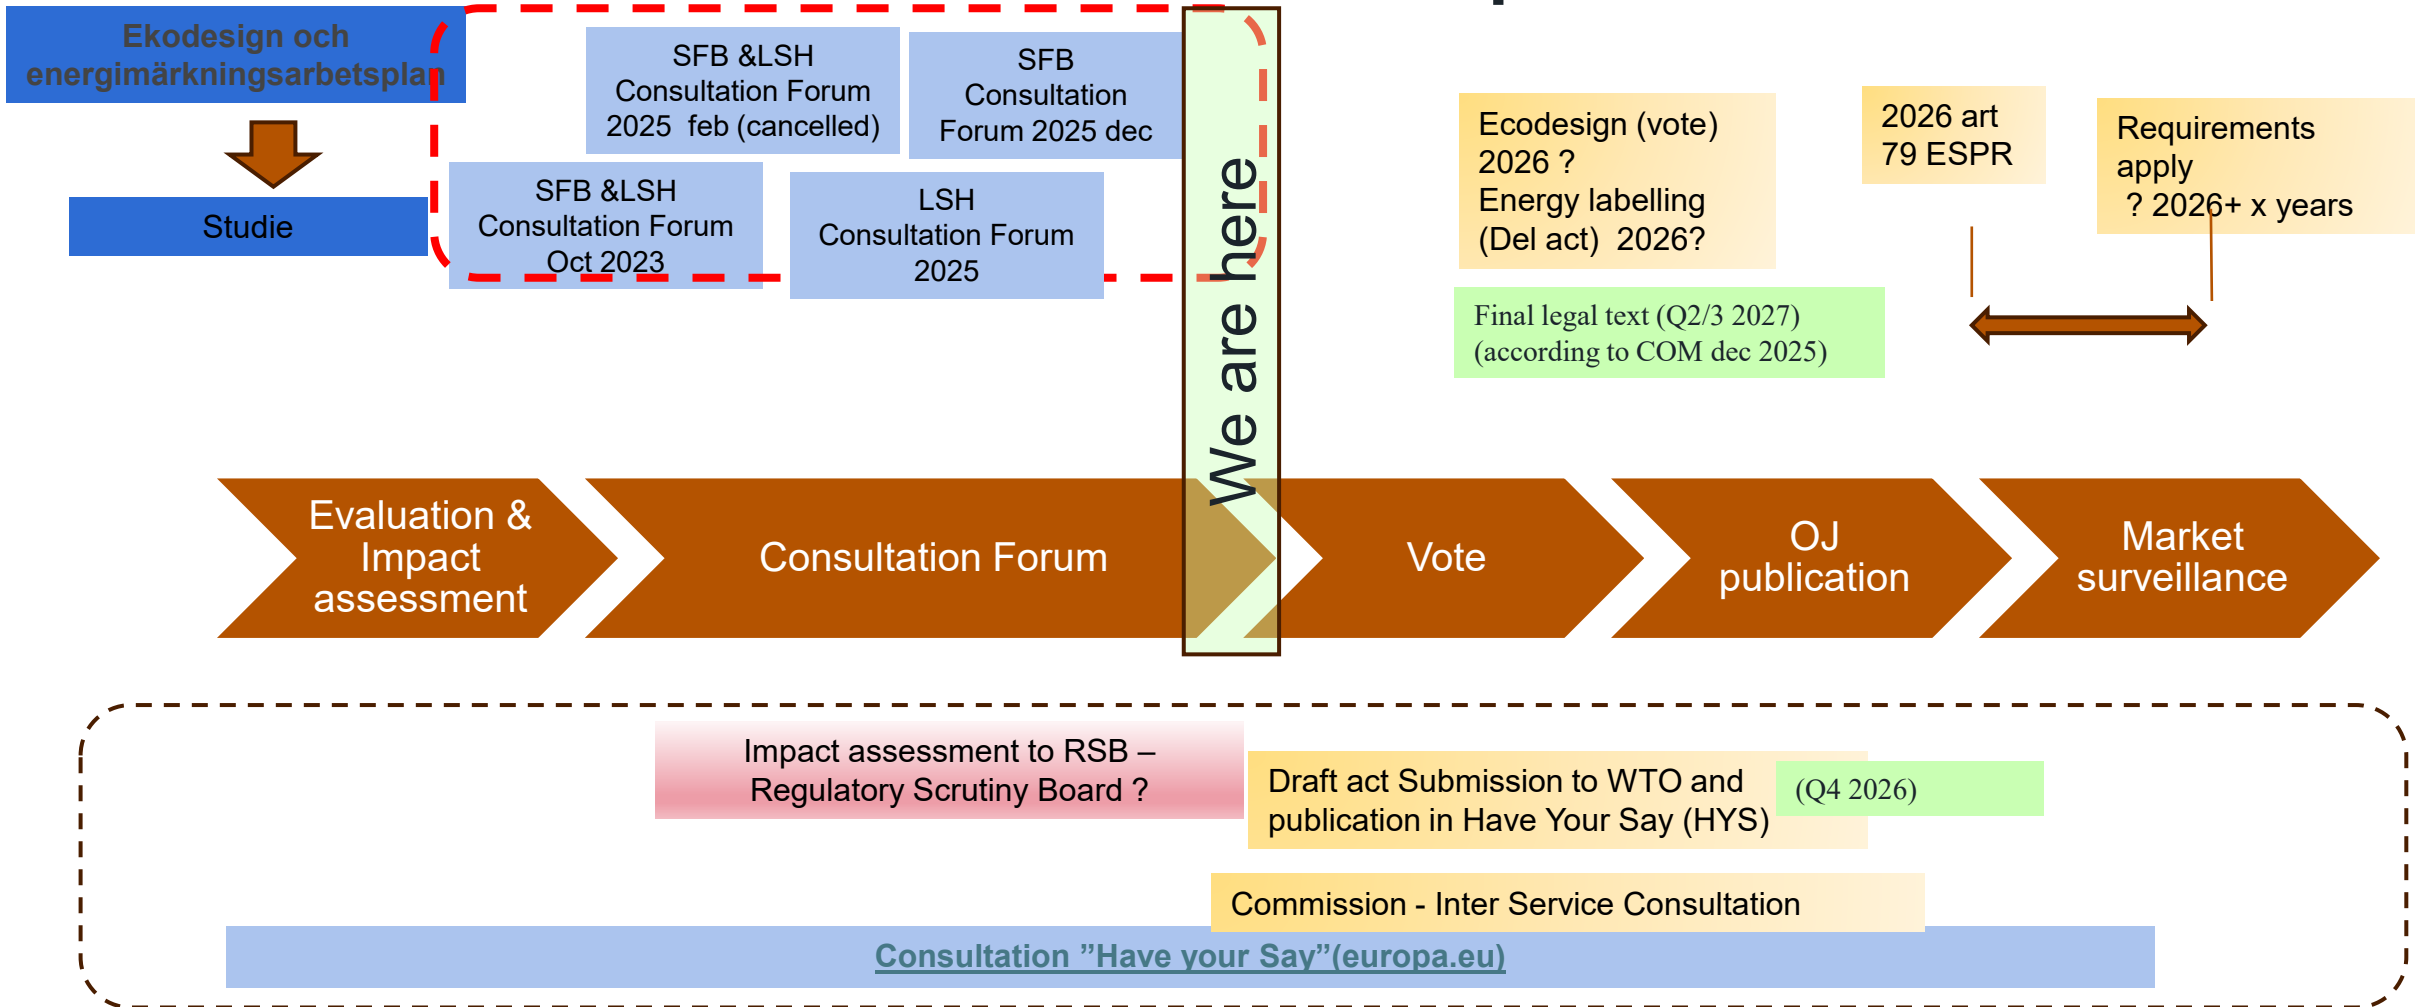 Ekodesign och
energimärkningsarbetsplan
Studie
SFB &LSH
Consultation Forum
2025  feb (cancelled)
SFB
Consultation
Forum 2025 dec
SFB &LSH
Consultation Forum
Oct 2023
LSH
Consultation Forum
2025
We are here
Ecodesign (vote)
2026 ?
Energy labelling
(Del act)  2026?
2026 art
79 ESPR
Requirements
apply
? 2026+ x years
Final legal text (Q2/3 2027)
(according to COM dec 2025)
Evaluation &
Impact
assessment
Consultation Forum
Vote
OJ
publication
Market
surveillance
Impact assessment to RSB –
Regulatory Scrutiny Board ?
Draft act Submission to WTO and
publication in Have Your Say (HYS)
(Q4 2026)
Commission - Inter Service Consultation
Consultation ”Have your Say”(europa.eu)